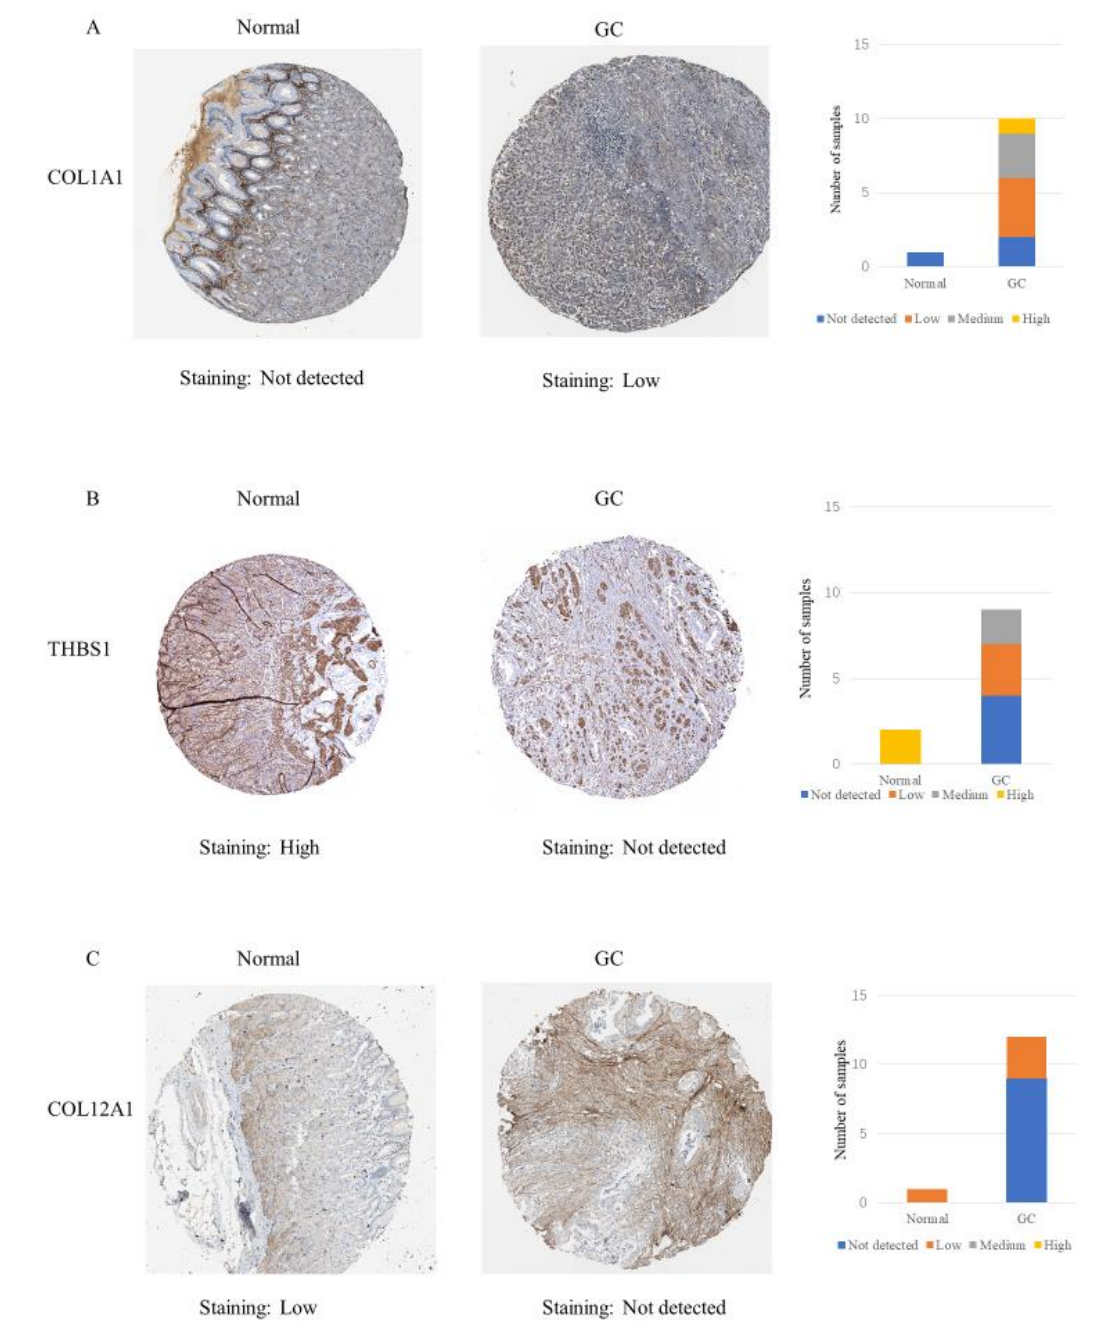 A
Normal
GC
COL1A1
15
10
5
0
Number of samples
Normal
GC
Not detected Low Medium High
Staining: Not detected
Staining: Low
B
Normal
GC
THBS1
15
10
5
0
Number of samples
Normal
GC
Not detected Low Medium High
Staining: High
Staining: Not detected
C
Normal
GC
COL12A1
15
10
5
0
Number of samples
Normal
GC
Not detected Low Medium High
Staining: Low
Staining: Not detected